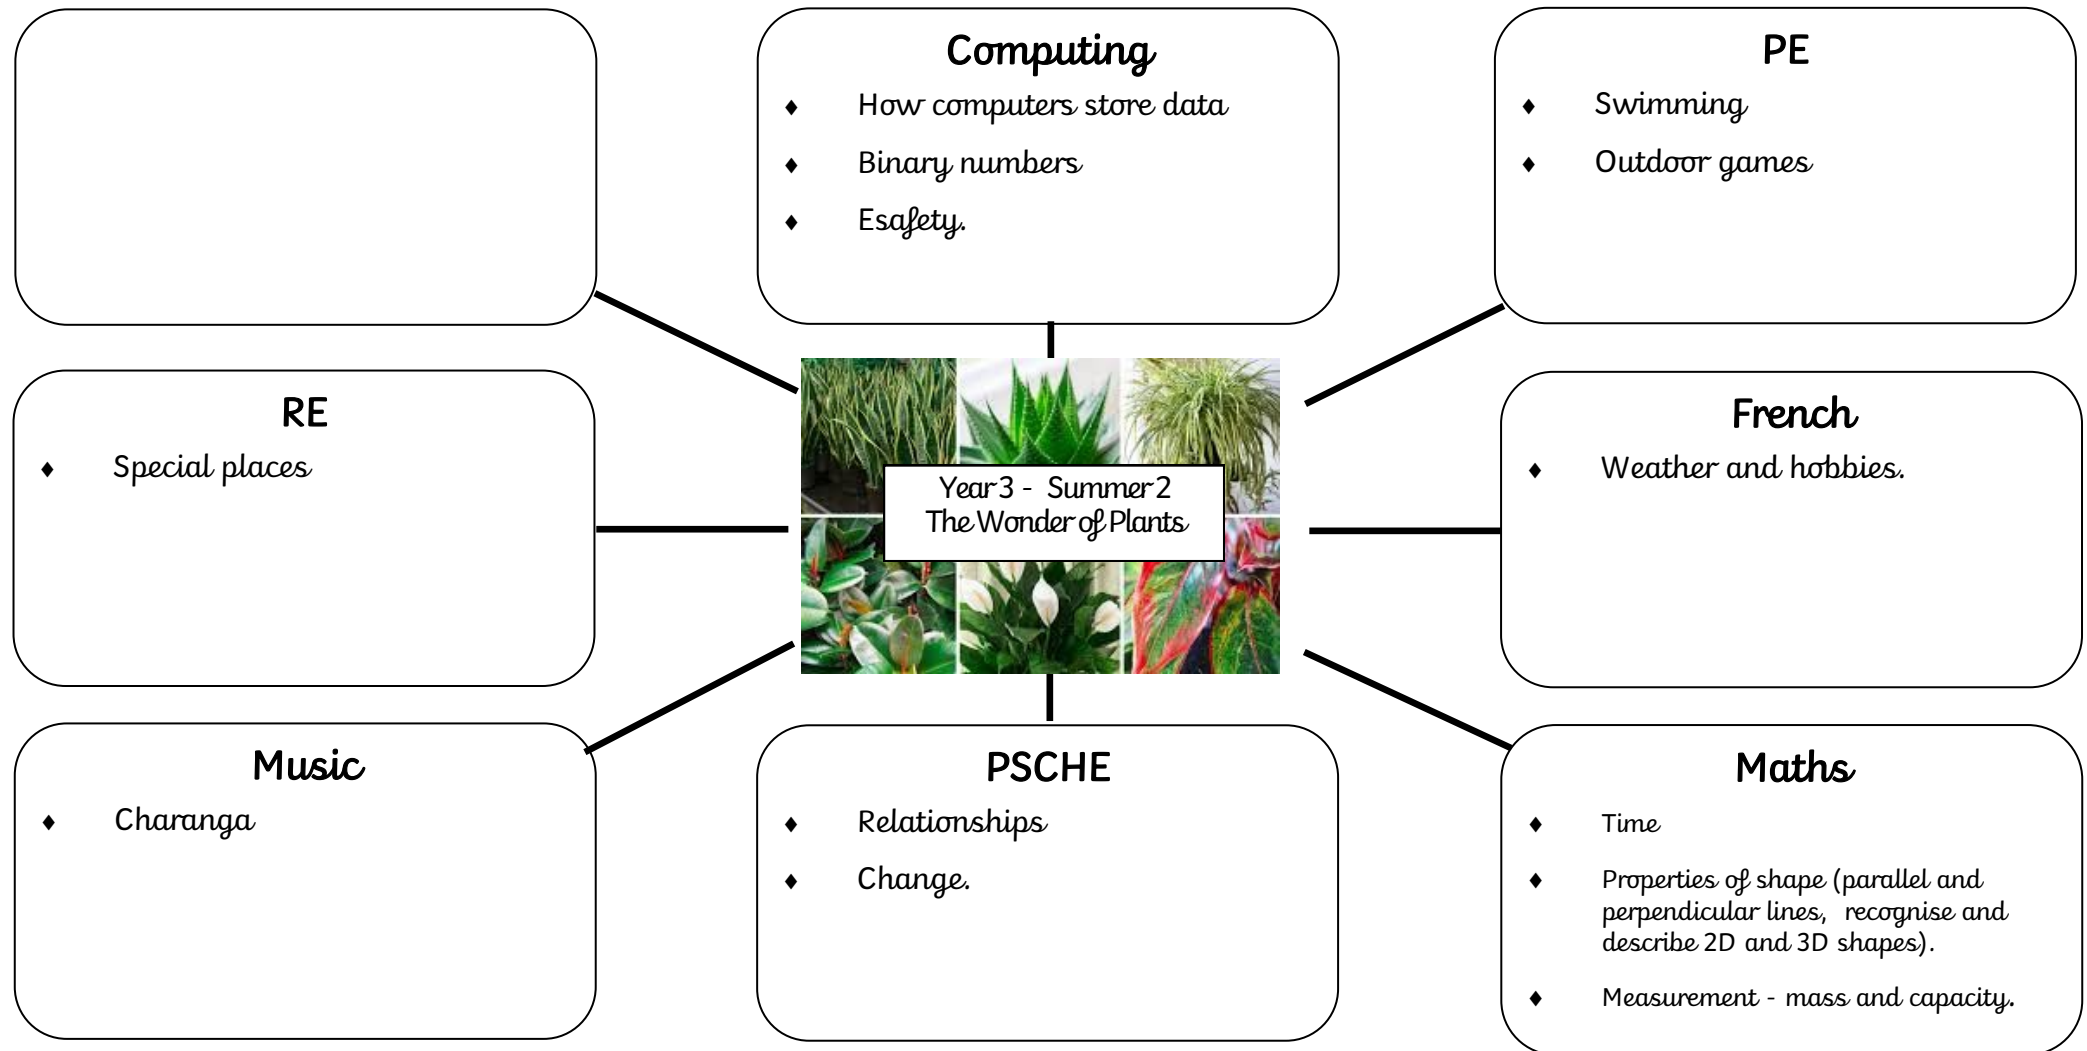 Computing
♦ How computers store data
♦ Binary numbers
♦ Esafety.
PE
♦ Swimming
♦ Outdoor games
RE
♦ Special places
Year 3 - Summer 2
The Wonder of Plants
French
♦ Weather and hobbies.
Music
♦ Charanga
PSCHE
♦ Relationships
♦ Change.
Maths
♦ Time
♦ Properties of shape (parallel and
perpendicular lines, recognise and
describe 2D and 3D shapes).
♦ Measurement - mass and capacity.